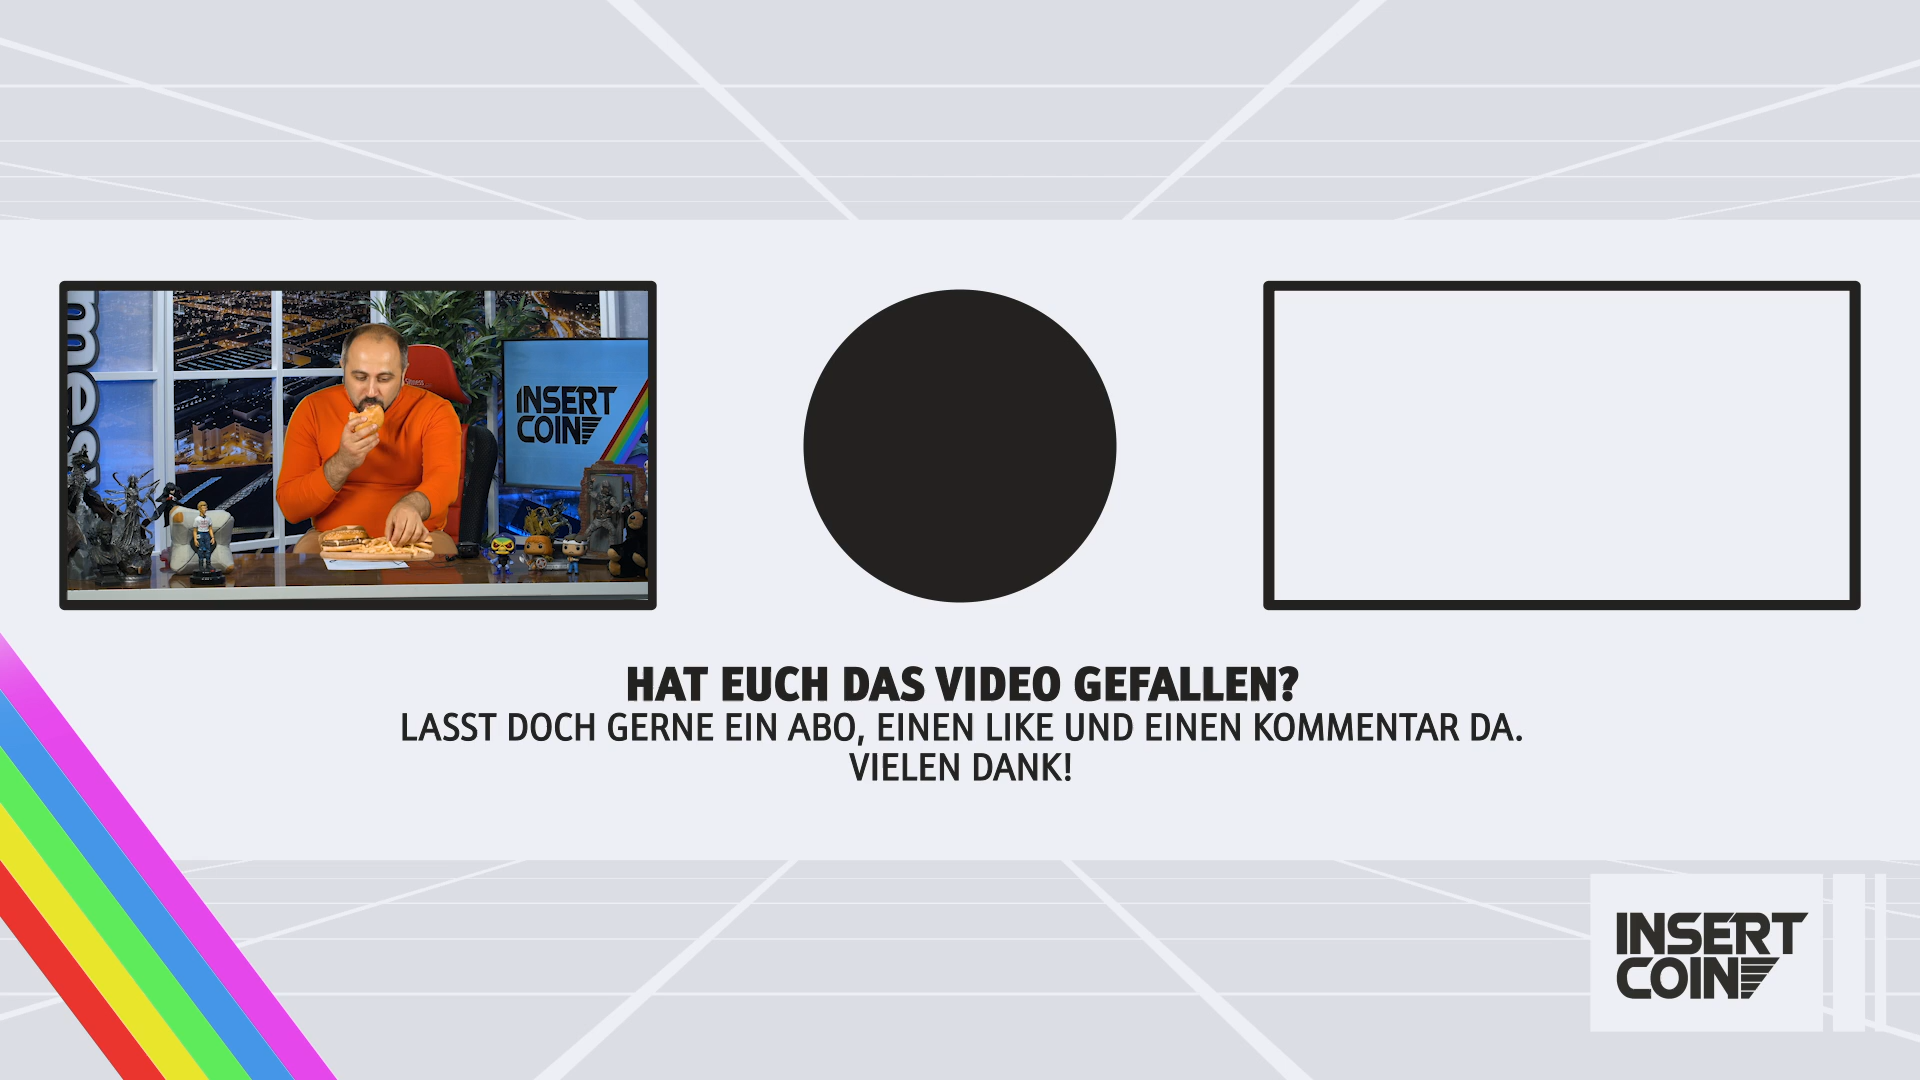 mes
INSERT
COIN
HAT EUCH DAS VIDEO GEFALLEN?
LASST DOCH GERNE EIN ABO, EINEN LIKE UND EINEN KOMMENTAR DA.
VIELEN DANK!
INSERT
COIN